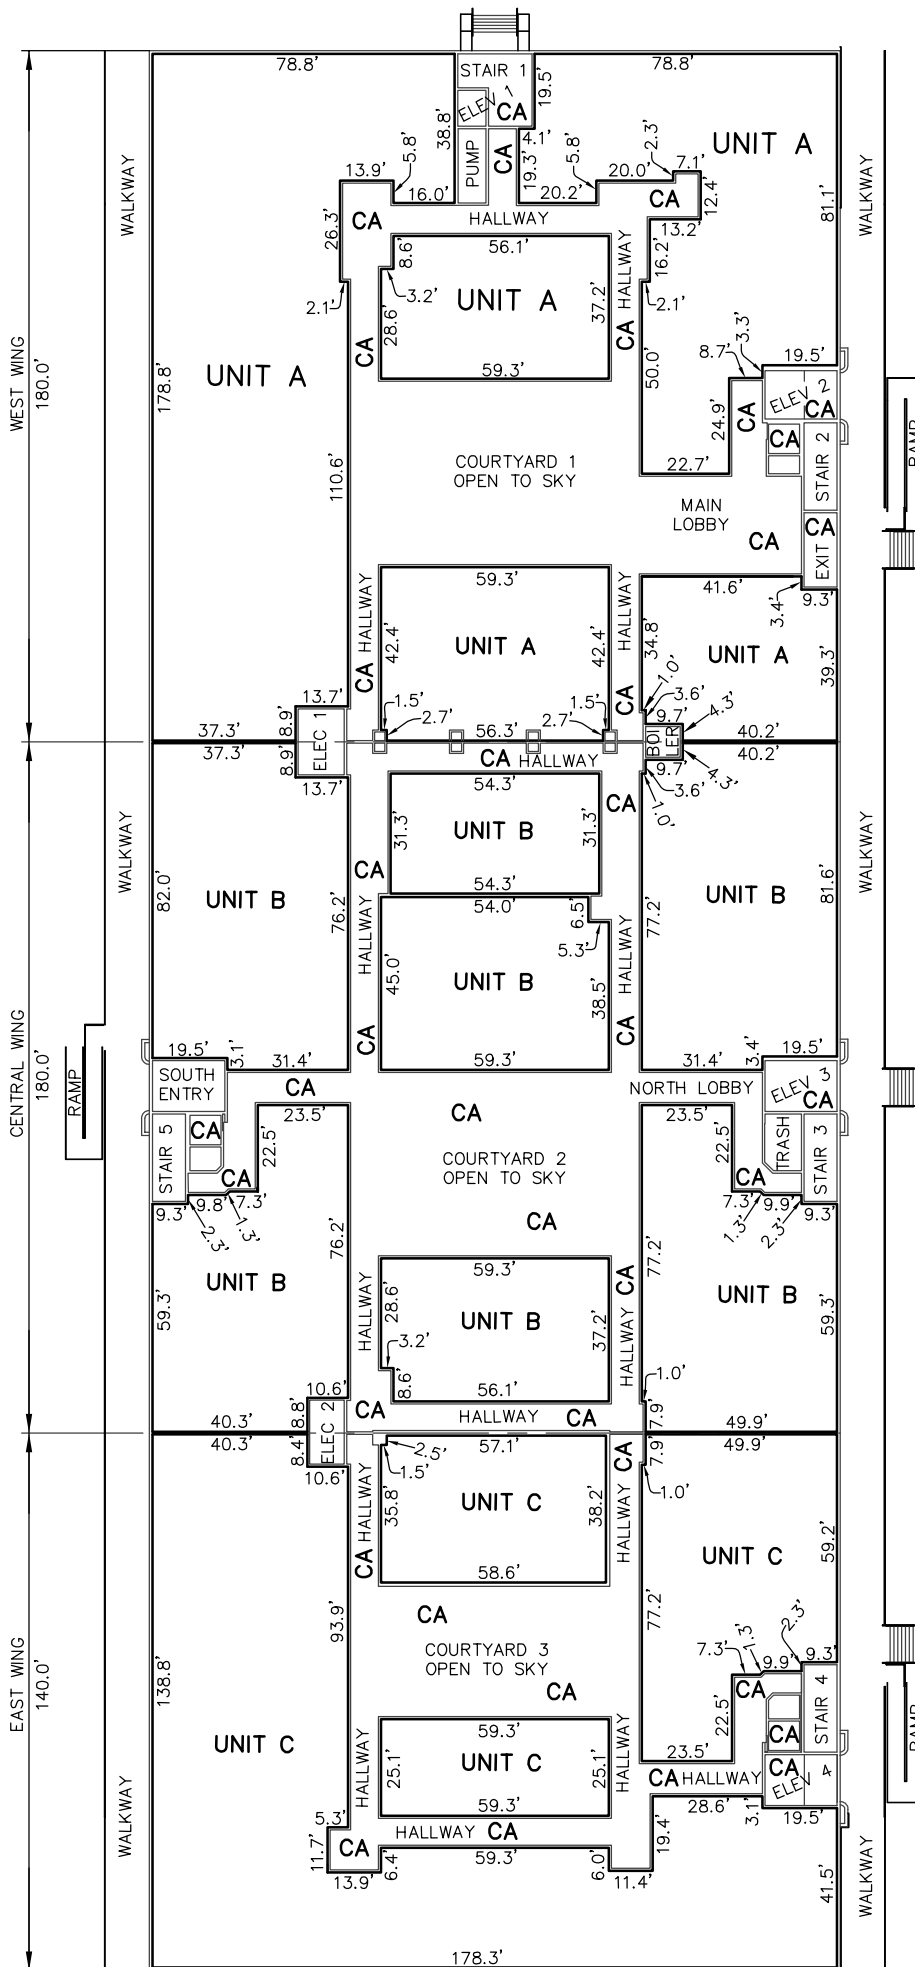 78.8'
STAIR 1
78.8'
19.5'
ELEV 1
CA
38.8'
PUMP
CA
4.1'
19.3'
5.8'
2.3'
7.1'
UNIT A
13.9'
5.8'
20.0'
12.4'
WALKWAY
16.0'
20.2'
CA
81.1'
WALKWAY
CA
HALLWAY
13.2'
26.3'
8.6'
56.1'
HALLWAY
16.2'
2.1'
3.2'
UNIT A
37.2'
2.1'
28.6'
CA
CA
50.0'
3.3'
8.7'
19.5'
UNIT A
59.3'
WEST WING
180.0'
178.8'
ELEV 2
CA
24.9'
CA
CA
RAMP
110.6'
COURTYARD 1
OPEN TO SKY
22.7'
STAIR 2
MAIN
LOBBY
CA
CA
EXIT
HALLWAY
59.3'
HALLWAY
41.6'
3.4'
9.3'
42.4'
UNIT A
42.4'
34.8'
UNIT A
39.3'
CA
CA
1.0'
13.7'
1.5'
2.7'
1.5'
3.6'
8.9'
ELEC 1
37.3'
56.3'
2.7'
9.7'
BOI
LER
4.3'
40.2'
37.3'
8.9'
CA
HALLWAY
9.7'
4.3'
40.2'
13.7'
54.3'
CA
3.6'
1.0'
WALKWAY
31.3'
UNIT B
31.3'
WALKWAY
82.0'
UNIT B
76.2'
CA
54.3'
54.0'
6.5'
5.3'
77.2'
UNIT B
81.6'
HALLWAY
45.0'
UNIT B
38.5'
HALLWAY
CA
CA
19.5'
3.1'
31.4'
59.3'
31.4'
3.4'
19.5'
CENTRAL WING
180.0'
RAMP
SOUTH
ENTRY
CA
NORTH LOBBY
ELEV 3
CA
23.5'
CA
23.5'
STAIR 5
CA
22.5'
COURTYARD 2
OPEN TO SKY
22.5'
TRASH
STAIR 3
CA
CA
9.3'
9.8'
7.3'
2.3'
1.3'
7.3'
9.9'
9.3'
1.3'
2.3'
CA
76.2'
77.2'
59.3'
UNIT B
HALLWAY
59.3'
CA
UNIT B
59.3'
28.6'
UNIT B
37.2'
HALLWAY
3.2'
10.6'
8.8'
CA
8.6'
56.1'
1.0'
40.3'
ELEC 2
HALLWAY
CA
7.9'
49.9'
40.3'
8.4'
2.5'
57.1'
CA
7.9'
49.9'
10.6'
1.5'
1.0'
HALLWAY
35.8'
UNIT C
38.2'
HALLWAY
UNIT C
59.2'
CA
58.6'
93.9'
CA
77.2'
2.3'
1.3'
7.3'
9.9'
9.3'
EAST WING
140.0'
138.8'
COURTYARD 3
OPEN TO SKY
CA
CA
STAIR 4
RAMP
22.5'
UNIT C
HALLWAY
59.3'
25.1'
UNIT C
25.1'
HALLWAY
23.5'
CA
CA
HALLWAY
CA
ELEV 4
59.3'
28.6'
3.1'
19.5'
WALKWAY
5.3'
HALLWAY
CA
11.7'
CA
6.4'
59.3'
6.0'
19.4'
WALKWAY
13.9'
11.4'
41.5'
178.3'